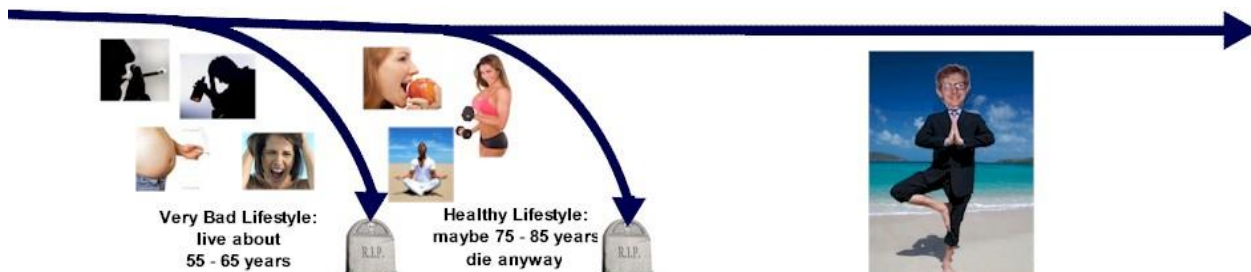 Very Bad Lifestyle:
live about
55 - 65 years
R.I.P.
Healthy Lifestyle:
maybe 75 - 85 years
die anyway
R.I.P.